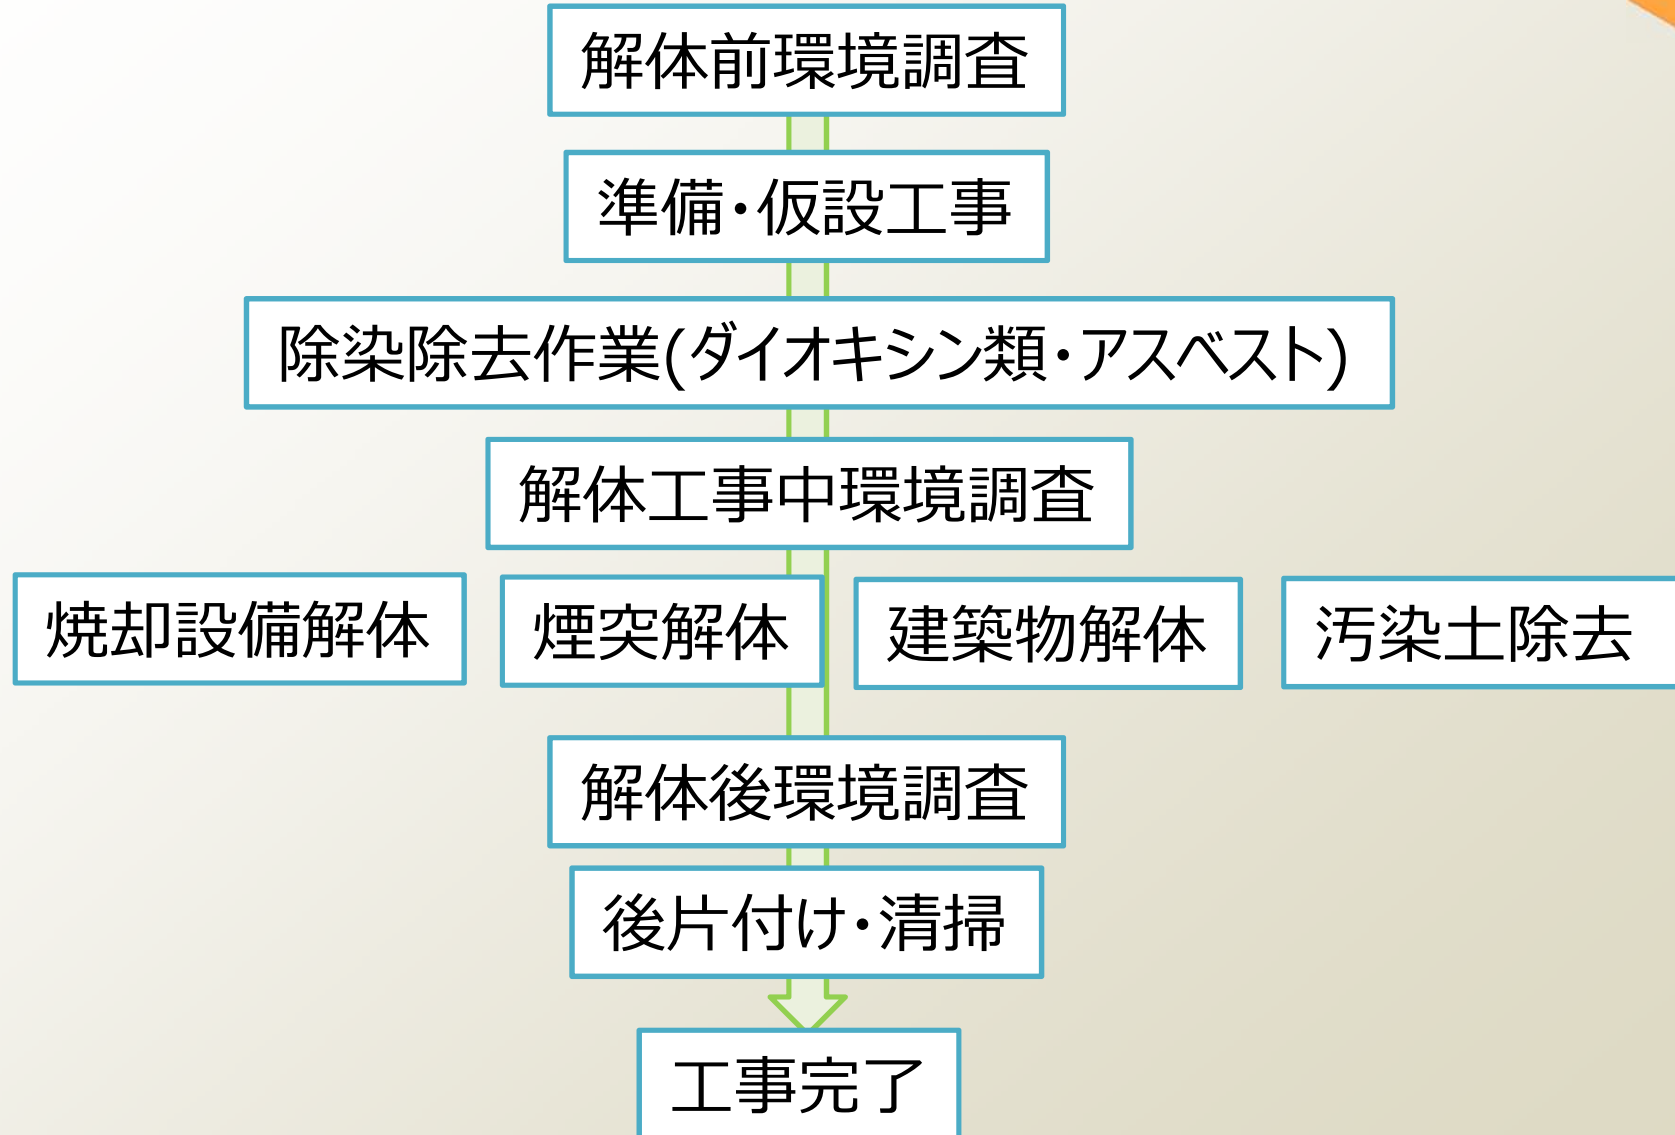 解体前環境調査
準備・仮設工事
除染除去作業(ダイオキシン類・アスベスト)
解体工事中環境調査
焼却設備解体
煙突解体
建築物解体
汚染土除去
解体後環境調査
後片付け・清掃
工事完了